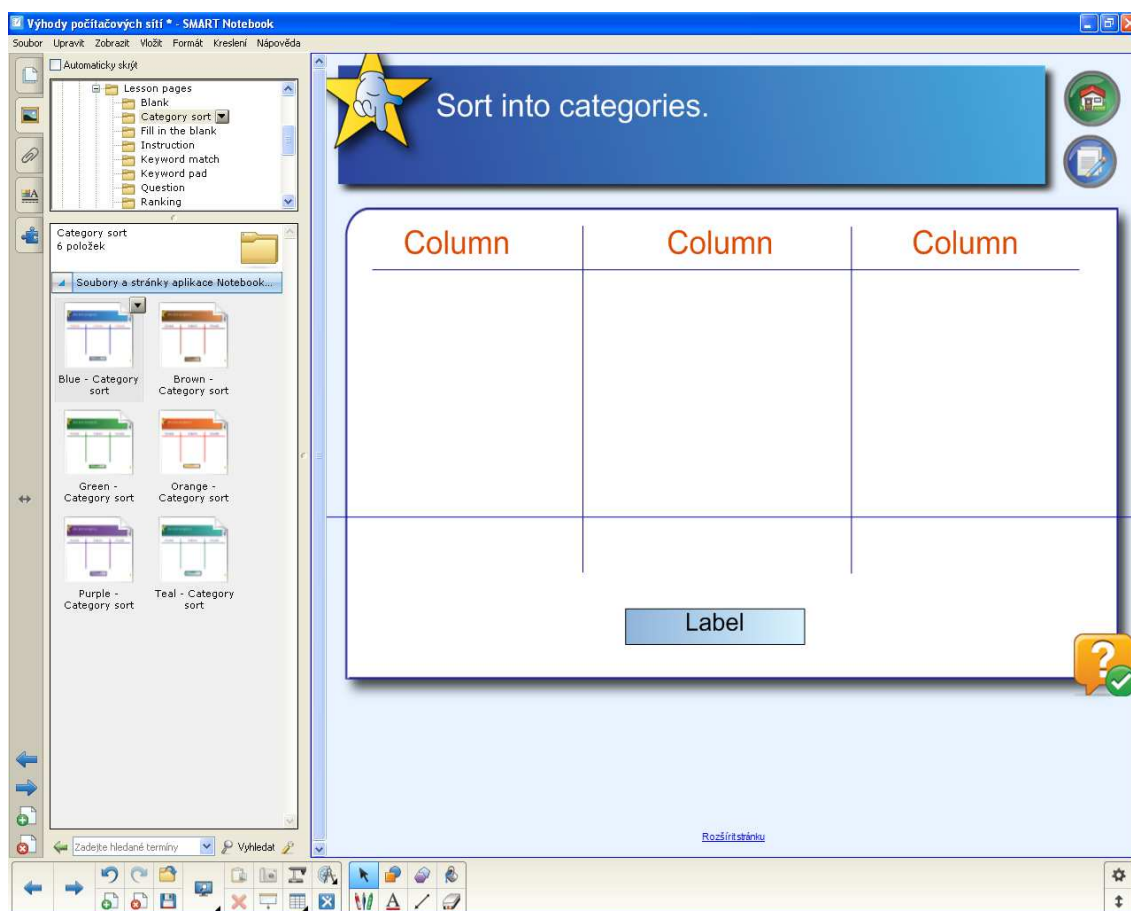 Výhody počítačových sítí * - SMART Notebook
Soubor Upravit Zobrazit Vložit Formát Kreslení Nápověda
Automaticky skrýt
Lesson pages
Blank
Category sort
Fill in the blank
Instruction
Keyword match
Keyword pad
Question
Ranking
Category sort
6 položek
Soubory a stránky aplikace Notebook...
Blue - Category sort
Brown - Category sort
Green - Category sort
Orange - Category sort
Purple - Category sort
Teal - Category sort
Zadejte hledané termíny
Vyhledat
Sort into categories.
Column Column Column
Label
Rozšířit stránku